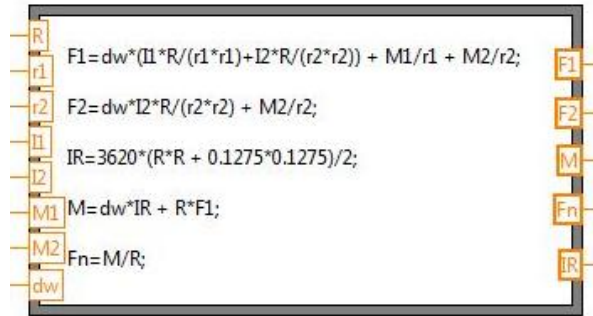 R
F1=dw*(I1*R/(r1*r1)+I2*R/(r2*r2)) + M1/r1 + M2/r2;
F1
r1
r2
F2=dw*I2*R/(r2*r2) + M2/r2;
F2
I1
IR=3620*(R*R + 0.1275*0.1275)/2;
M
I2
M1
M=dw*IR + R*F1;
Fn
M2
Fn=M/R;
IR
dw